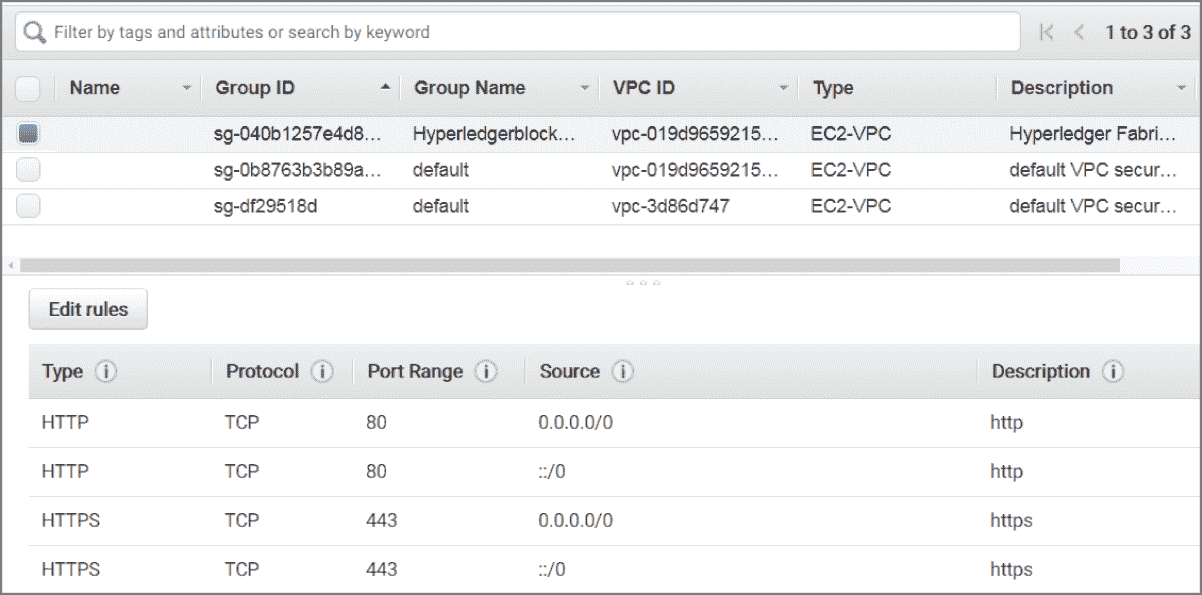 Filter by tags and attributes or search by keyword 1 to 3 of 3
Name Group ID Group Name VPC ID Type Description
sg-040b1257e4d8... Hyperledgerblock... vpc-019d9659215... EC2-VPC Hyperledger Fabri...
sg-0b8763b3b89a... default vpc-019d9659215... EC2-VPC default VPC secur...
sg-df29518d default vpc-3d86d747 EC2-VPC default VPC secur...
Edit rules
Type Protocol Port Range Source Description
HTTP TCP 80 0.0.0.0/0 http
HTTP TCP 80 ::/0 http
HTTPS TCP 443 0.0.0.0/0 https
HTTPS TCP 443 ::/0 https